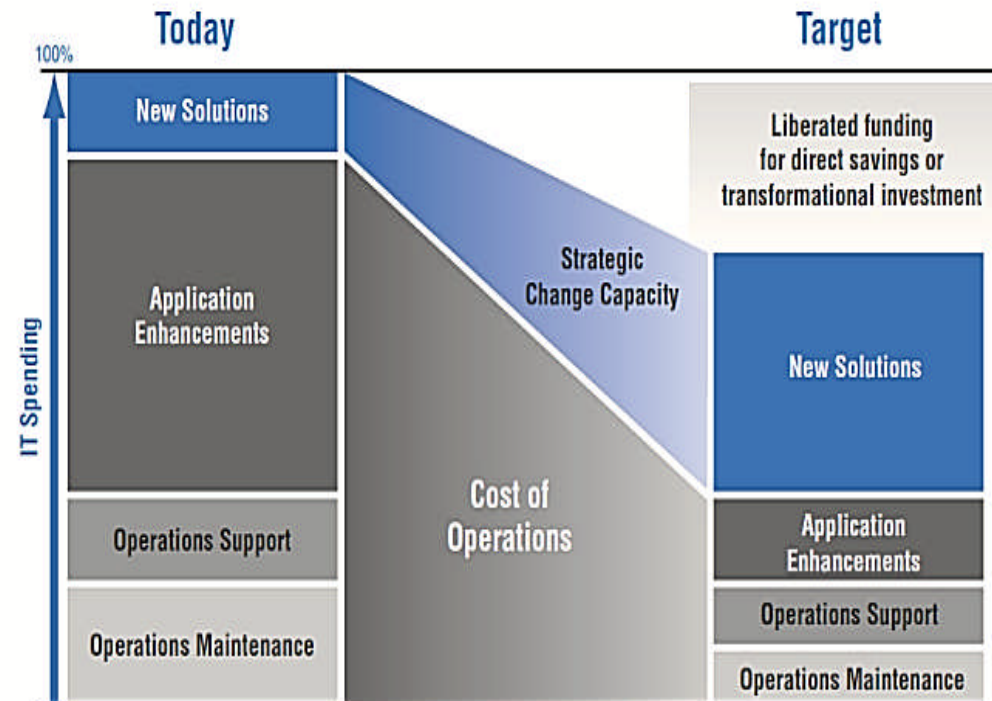 Today
Target
100%
New Solutions
Liberated funding
for direct savings or
transformational investment
Strategic
Change Capacity
Application
Enhancements
IT Spending
New Solutions
Cost of
Operations
Operations Support
Application
Enhancements
Operations Support
Operations Maintenance
Operations Maintenance